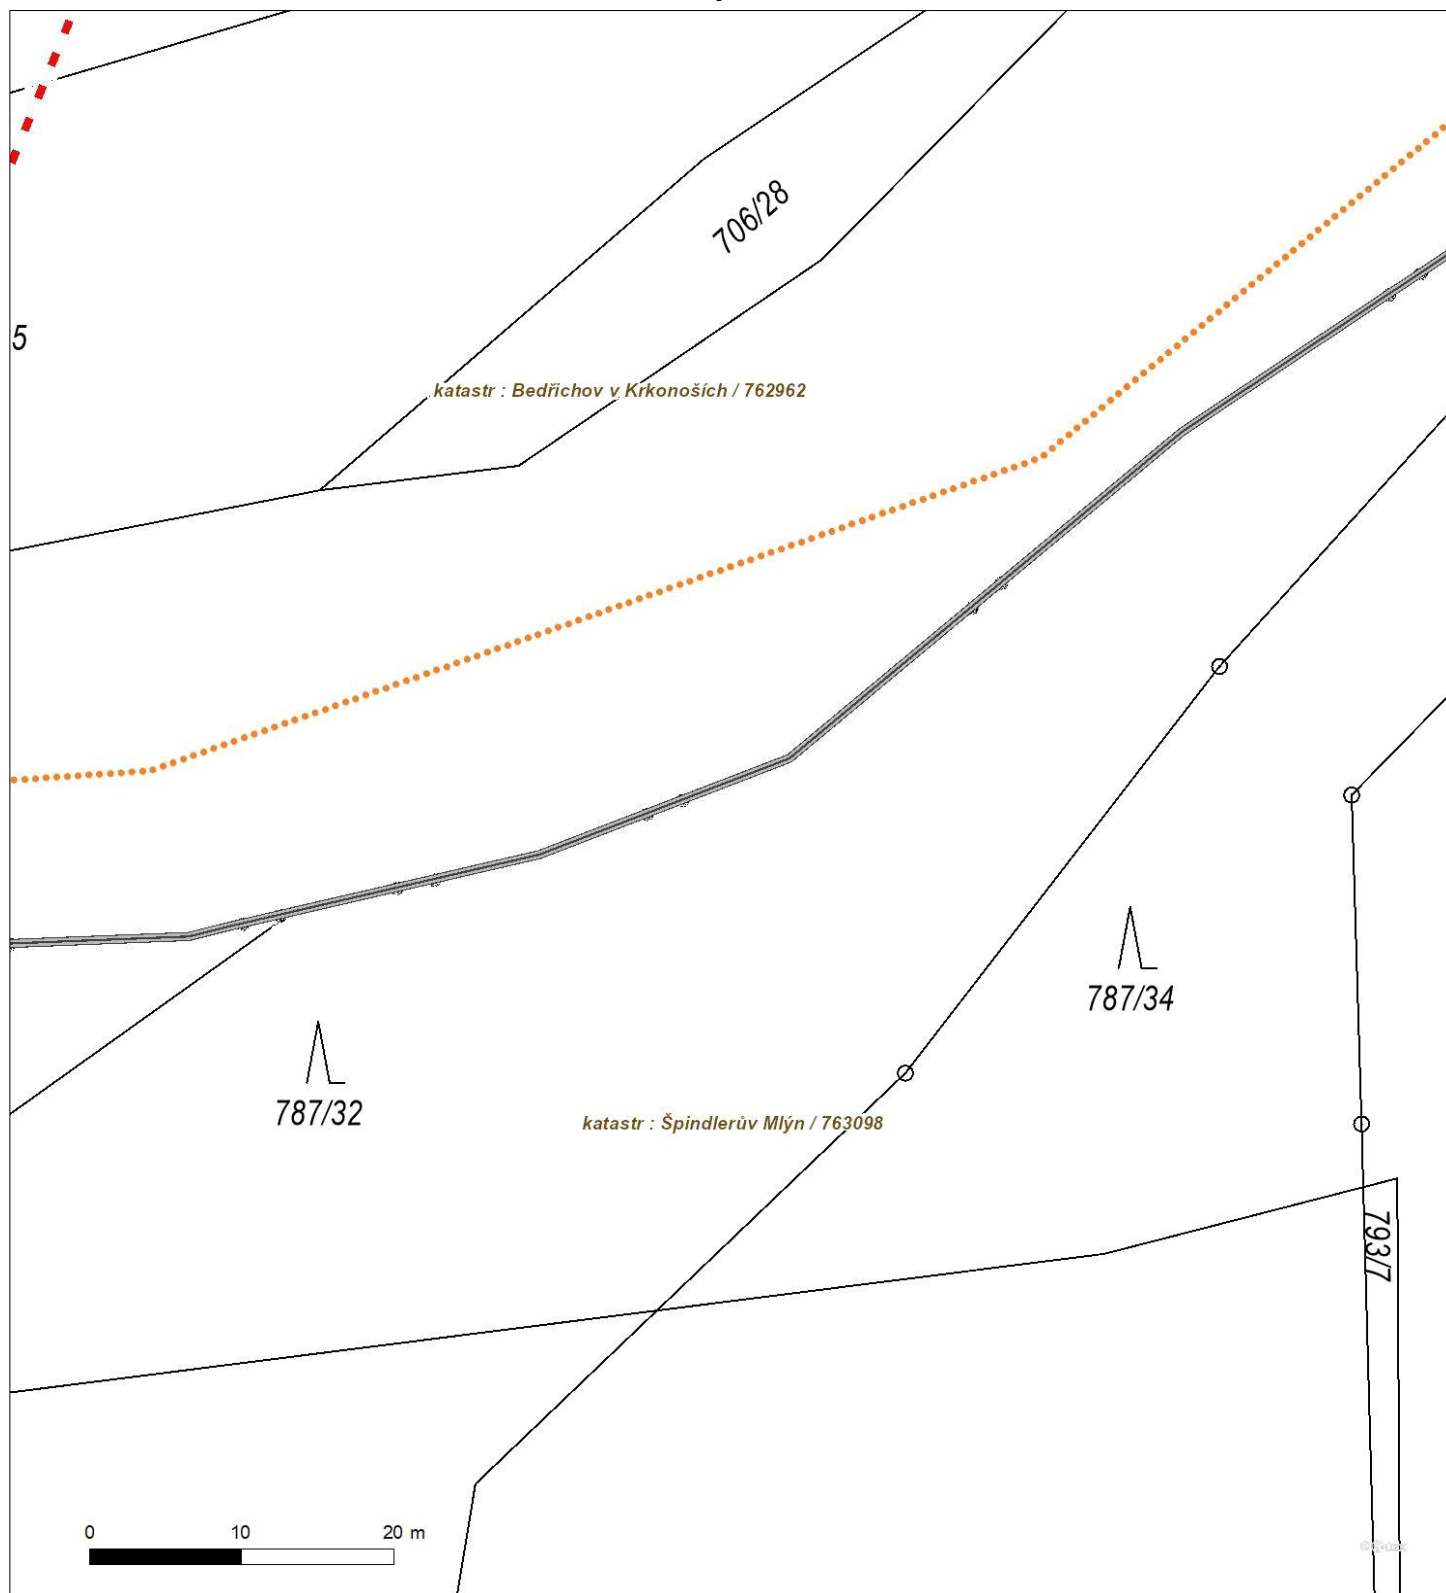 706/28
5
katastr : Bedřichov v Krkonoších / 762962
787/34
787/32
katastr : Špindlerův Mlýn / 763098
793/7
0 10 20 m